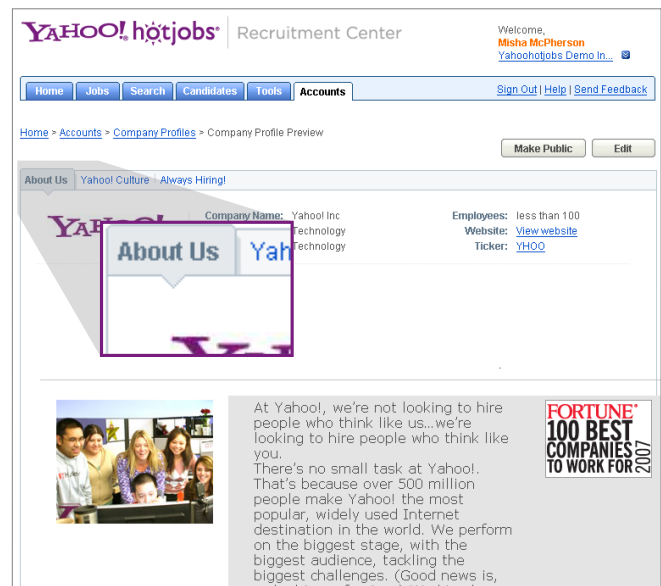 YAHOO! hotjobs® Recruitment Center
Welcome,
Misha McPherson
Yahoohotjobs Demo In...
Home Jobs Search Candidates Tools Accounts
Sign Out | Help | Send Feedback
Home > Accounts > Company Profiles > Company Profile Preview
Make Public Edit
About Us Yahoo! Culture Always Hiring!
Company Name: Yahoo! Inc
Employees: less than 100
Technology
Website: View website
Technology
Ticker: YHOO
About Us Yah
At Yahoo!, we're not looking to hire
people who think like us...we're
looking to hire people who think like
you.
There's no small task at Yahoo!.
That's because over 500 million
people make Yahoo! the most
popular, widely used Internet
destination in the world. We perform
on the biggest stage, with the
biggest audience, tackling the
biggest challenges. (Good news is,
FORTUNE®
100 BEST
COMPANIES
TO WORK FOR 2007